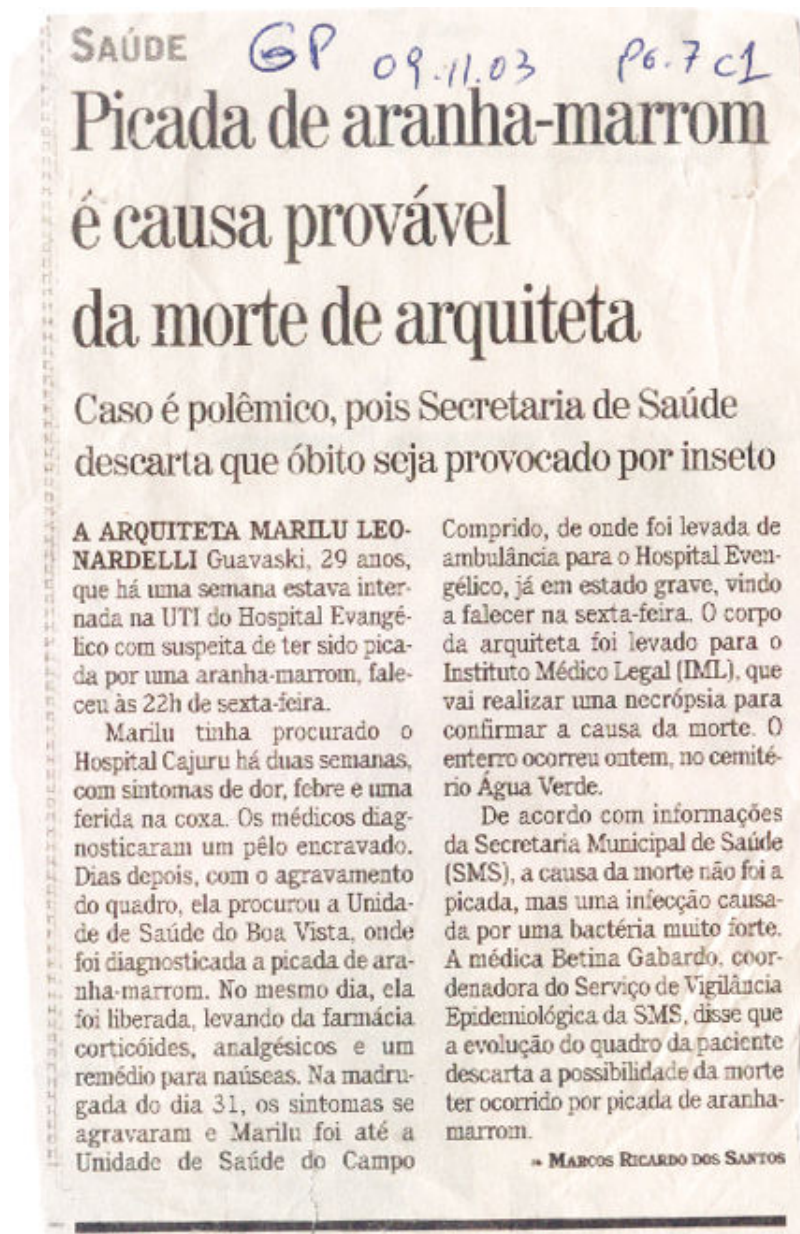 SAÚDE GP 09.11.03 PG.7 C1
Picada de aranha-marrom
é causa provável
da morte de arquiteta
Caso é polêmico, pois Secretaria de Saúde
descarta que óbito seja provocado por inseto
A ARQUITETA MARILU LEO-
NARDELLI Guavaski, 29 anos,
que há uma semana estava inter-
nada na UTI do Hospital Evangé-
lico com suspeita de ter sido pica-
da por uma aranha-marrom, fale-
ceu às 22h de sexta-feira.
Marilu tinha procurado o
Hospital Cajuru há duas semanas,
com sintomas de dor, febre e uma
ferida na coxa. Os médicos diag-
nosticaram um pêlo encravado.
Dias depois, com o agravamento
do quadro, ela procurou a Unida-
de de Saúde do Boa Vista, onde
foi diagnosticada a picada de ara-
nha-marrom. No mesmo dia, ela
foi liberada, levando da farmácia
corticóides, analgésicos e um
remédio para naúseas. Na madru-
gada do dia 31, os sintomas se
agravaram e Marilu foi até a
Unidade de Saúde do Campo
Comprido, de onde foi levada de
ambulância para o Hospital Even-
gélico, já em estado grave, vindo
a falecer na sexta-feira. O corpo
da arquiteta foi levado para o
Instituto Médico Legal (IML), que
vai realizar uma necrópsia para
confirmar a causa da morte. O
enterro ocorreu ontem, no cemité-
rio Água Verde.
De acordo com informações
da Secretaria Municipal de Saúde
(SMS), a causa da morte não foi a
picada, mas uma infecção causa-
da por uma bactéria muito forte.
A médica Betina Gabardo, coor-
denadora do Serviço de Vigilância
Epidemiológica da SMS, disse que
a evolução do quadro da paciente
descarta a possibilidade da morte
ter ocorrido por picada de aranha-
marrom.
» MARCOS RICARDO DOS SANTOS